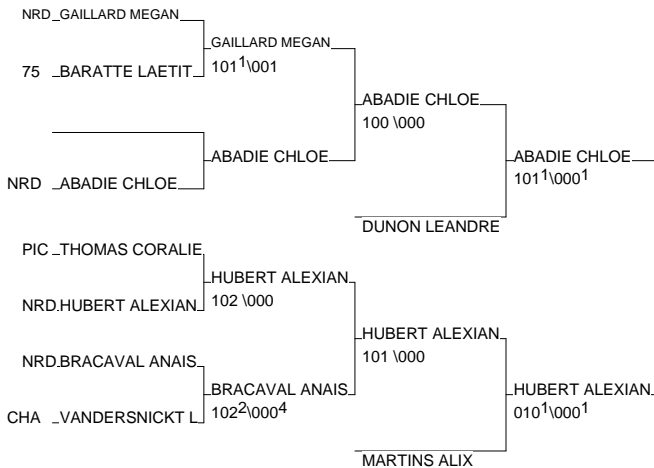 NRD GAILLARD MEGAN
GAILLARD MEGAN
101¹\001
75 BARATTE LAETIT
ABADIE CHLOE
100 \000
ABADIE CHLOE
NRD ABADIE CHLOE
ABADIE CHLOE
101¹\000¹
DUNON LEANDRE
PIC THOMAS CORALIE
HUBERT ALEXIAN
102 \000
NRD HUBERT ALEXIAN
HUBERT ALEXIAN
101 \000
NRD BRACAVAL ANAIS
BRACAVAL ANAIS
102²\000⁴
CHA VANDERSNICKT L
HUBERT ALEXIAN
010¹\000¹
MARTINS ALIX